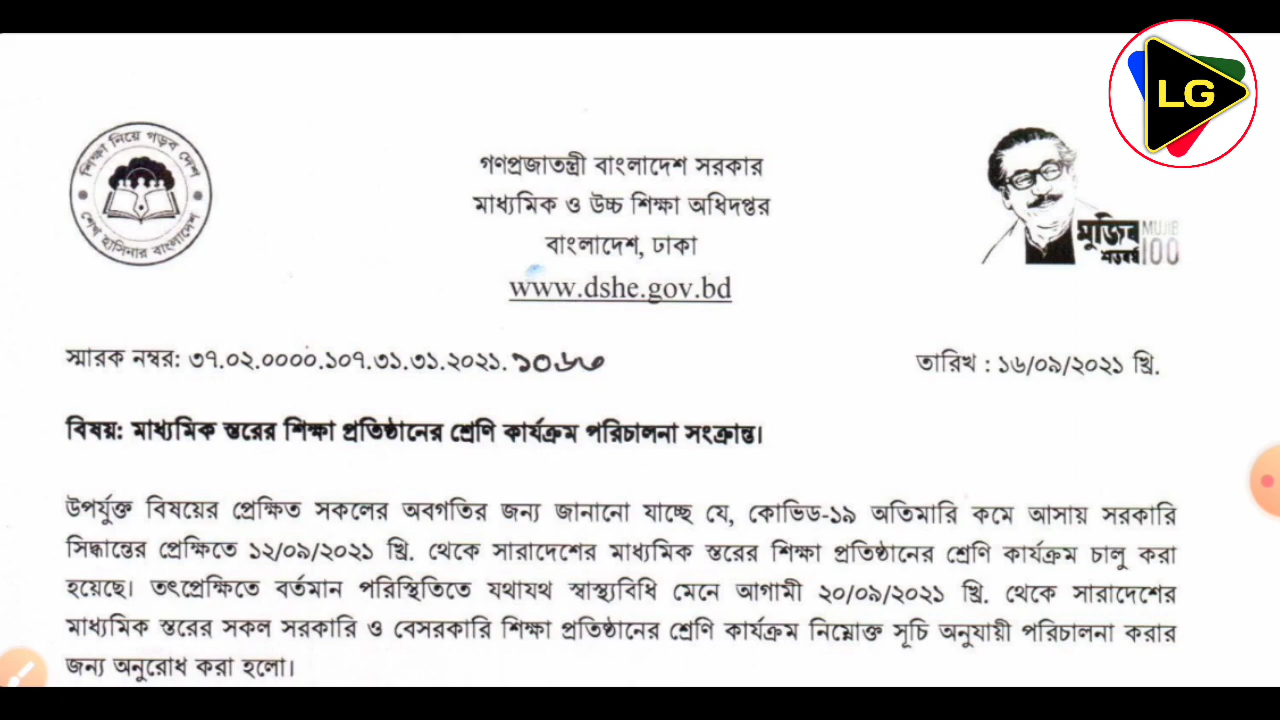 LG
শিক্ষা নিয়ে গড়ব দেশ
শেখ হাসিনার বাংলাদেশ
মুজিব MUJIB
শতবর্ষ 100
গণপ্রজাতন্ত্রী বাংলাদেশ সরকার
মাধ্যমিক ও উচ্চ শিক্ষা অধিদপ্তর
বাংলাদেশ, ঢাকা
www.dshe.gov.bd
স্মারক নম্বর: ৩৭.০২.০০০০.১০৭.৩১.৩১.২০২১.১০৬৩
তারিখ : ১৬/০৯/২০২১ খ্রি.
বিষয়: মাধ্যমিক স্তরের শিক্ষা প্রতিষ্ঠানের শ্রেণি কার্যক্রম পরিচালনা সংক্রান্ত।
উপর্যুক্ত বিষয়ের প্রেক্ষিত সকলের অবগতির জন্য জানানো যাচ্ছে যে, কোভিড-১৯ অতিমারি কমে আসায় সরকারি
সিদ্ধান্তের প্রেক্ষিতে ১২/০৯/২০২১ খ্রি. থেকে সারাদেশের মাধ্যমিক স্তরের শিক্ষা প্রতিষ্ঠানের শ্রেণি কার্যক্রম চালু করা
হয়েছে। তৎপ্রেক্ষিতে বর্তমান পরিস্থিতিতে যথাযথ স্বাস্থ্যবিধি মেনে আগামী ২০/০৯/২০২১ খ্রি. থেকে সারাদেশের
মাধ্যমিক স্তরের সকল সরকারি ও বেসরকারি শিক্ষা প্রতিষ্ঠানের শ্রেণি কার্যক্রম নিম্নোক্ত সূচি অনুযায়ী পরিচালনা করার
জন্য অনুরোধ করা হলো।